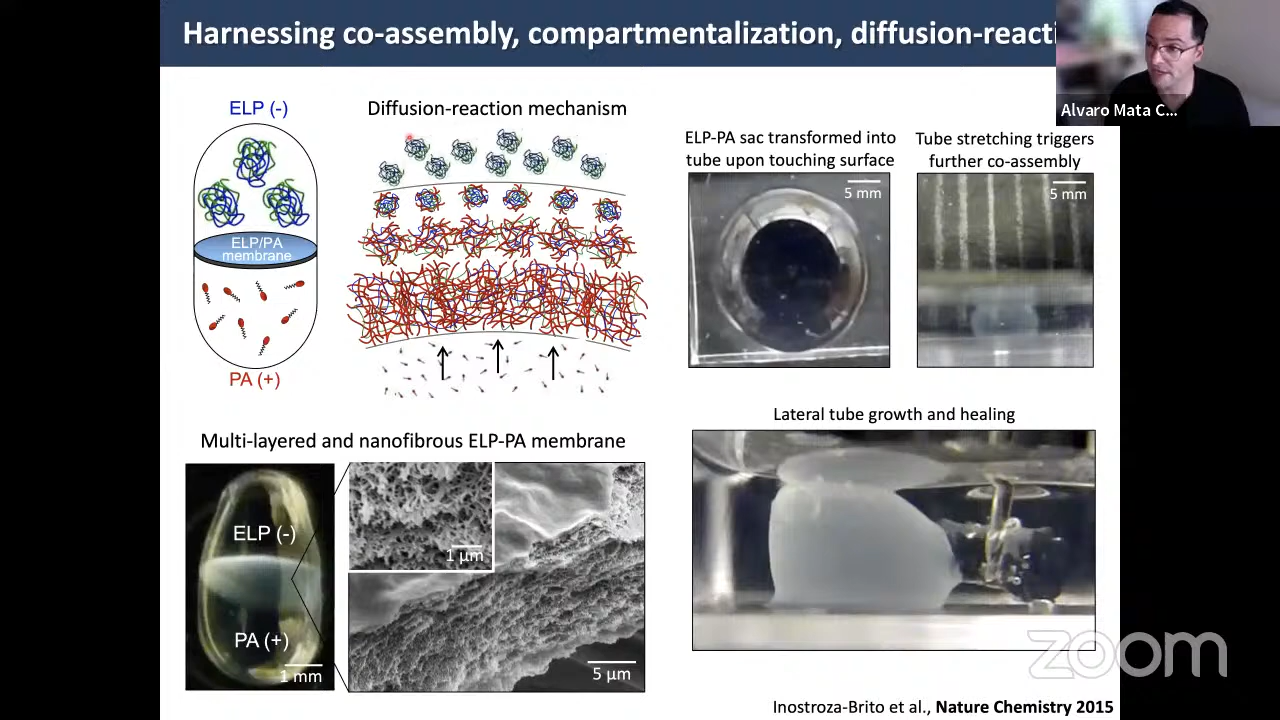 Harnessing co-assembly, compartmentalization, diffusion-reacti
Alvaro Mata C...
ELP (-)
ELP/PA
membrane
PA (+)
Diffusion-reaction mechanism
ELP-PA sac transformed into
tube upon touching surface
5 mm
Tube stretching triggers
further co-assembly
5 mm
Multi-layered and nanofibrous ELP-PA membrane
ELP (-)
PA (+)
1 mm
1 µm
5 µm
Lateral tube growth and healing
zoom
Inostroza-Brito et al., Nature Chemistry 2015